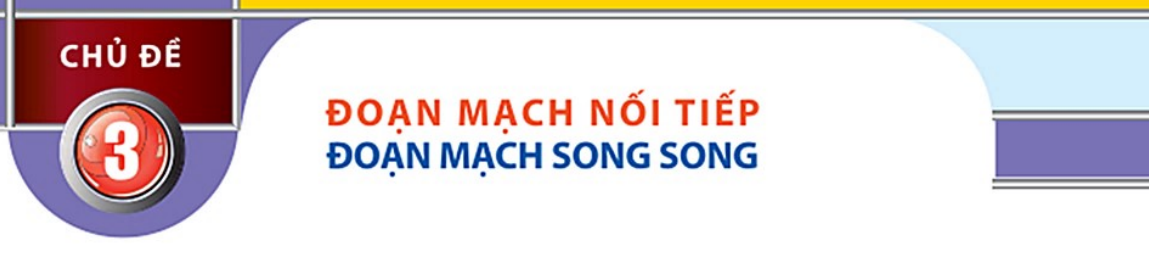 CHỦ ĐỀ
3
ĐOẠN MẠCH NỐI TIẾP
ĐOẠN MẠCH SONG SONG